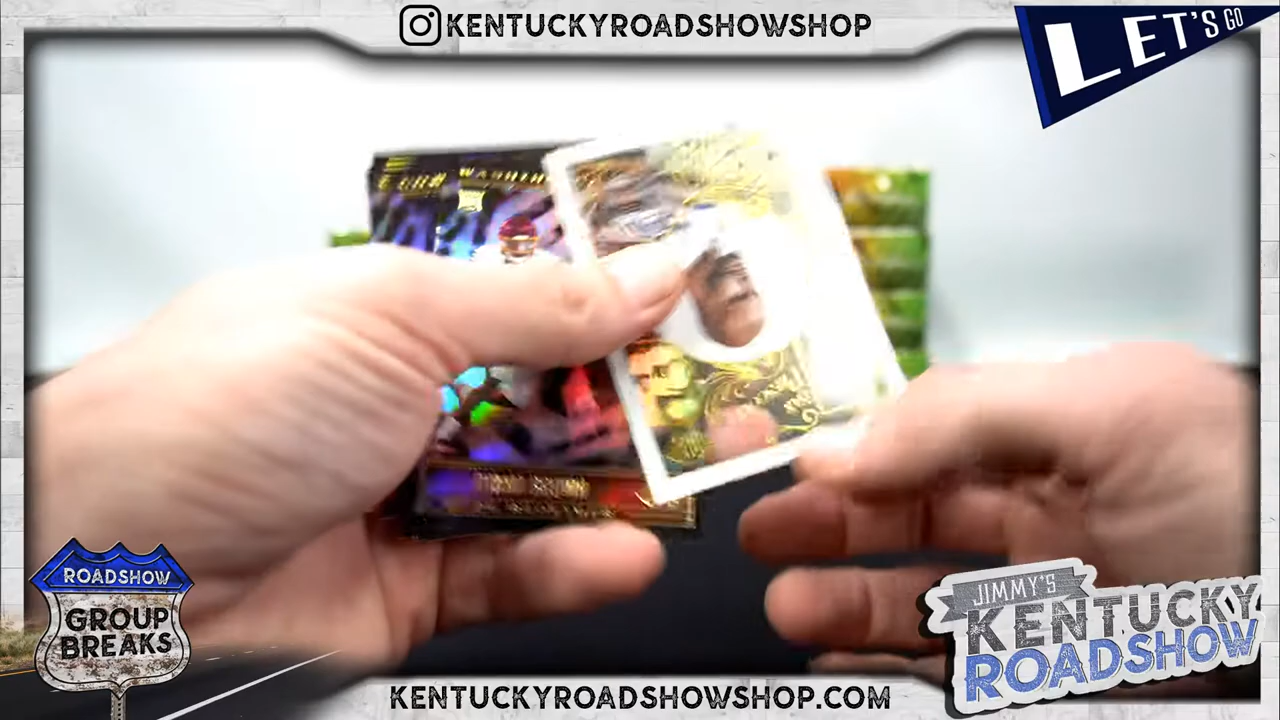 KENTUCKYROADSHOWSHOP
LET'S GO
ROADSHOW
GROUP
BREAKS
JIMMY'S
KENTUCKY
ROADSHOW
KENTUCKYROADSHOWSHOP.COM